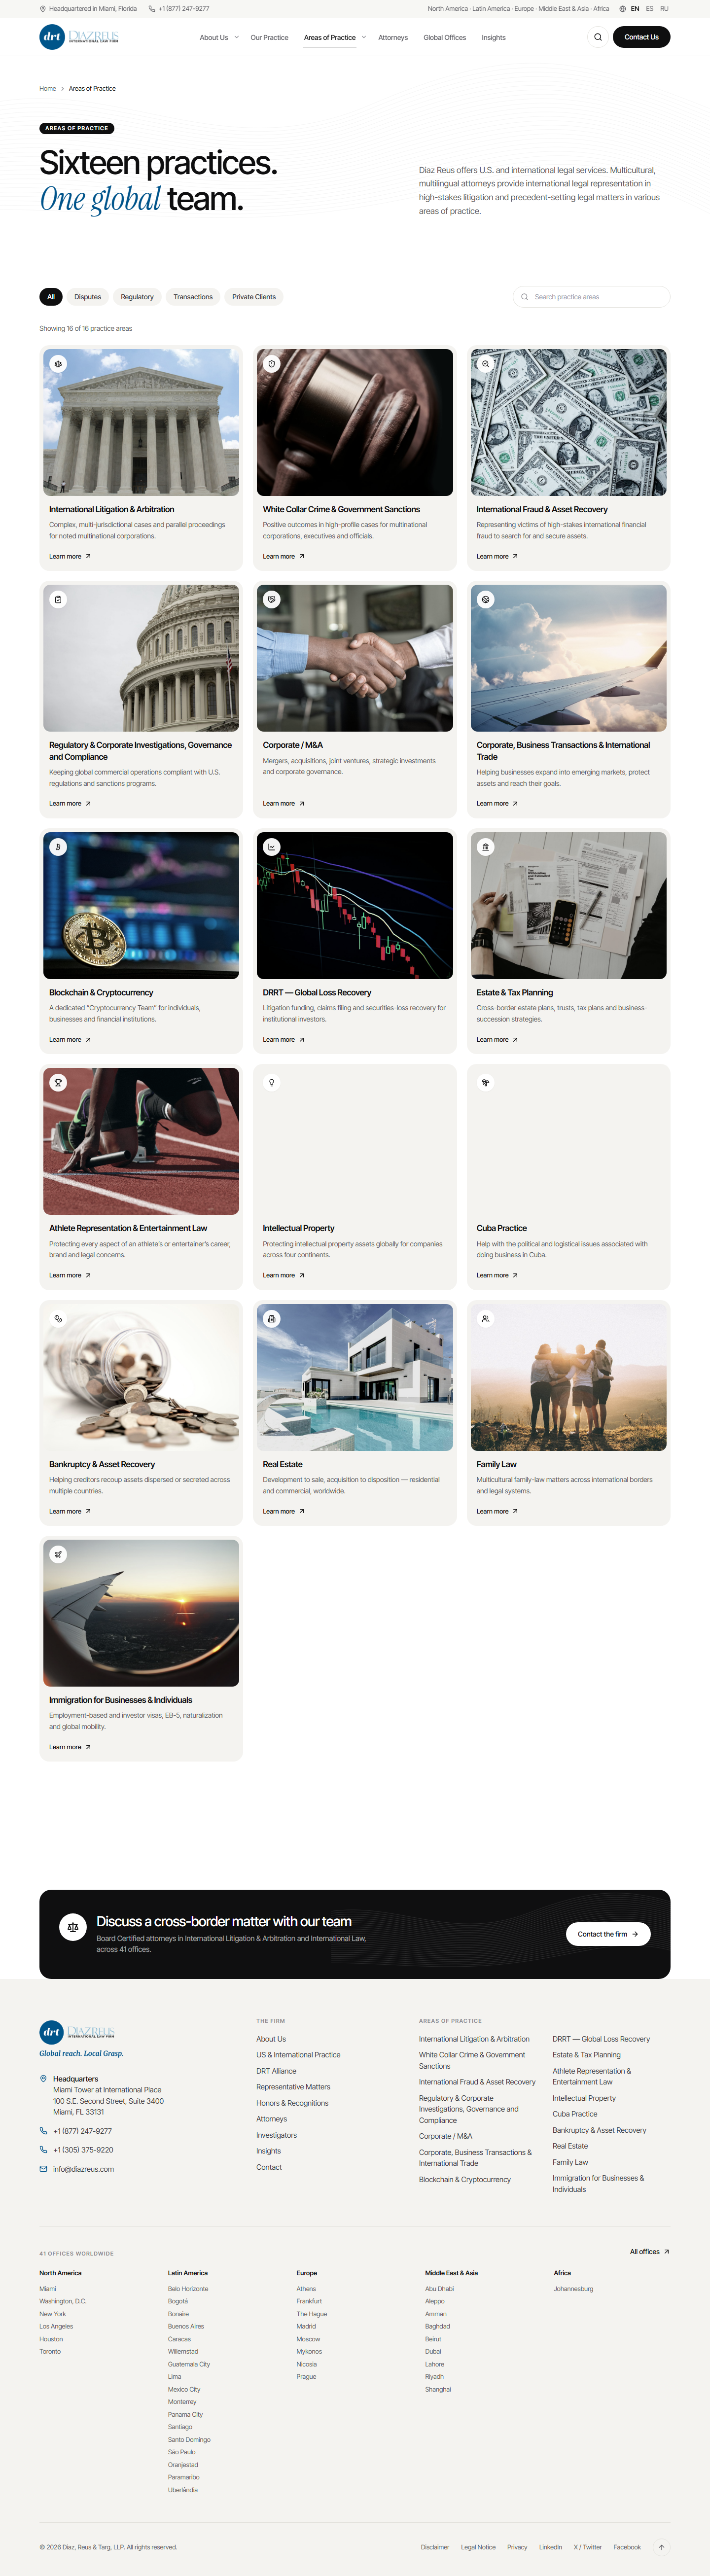 Headquartered in Miami, Florida
+1 (877) 247-9277
North America · Latin America · Europe · Middle East & Asia · Africa
EN
ES
RU
drt
DIAZREUS
INTERNATIONAL LAW FIRM
About Us
Our Practice
Areas of Practice
Attorneys
Global Offices
Insights
Contact Us
Home
Areas of Practice
AREAS OF PRACTICE
Sixteen practices.
One global team.
Diaz Reus offers U.S. and international legal services. Multicultural,
multilingual attorneys provide international legal representation in
high-stakes litigation and precedent-setting legal matters in various
areas of practice.
All
Disputes
Regulatory
Transactions
Private Clients
Search practice areas
Showing 16 of 16 practice areas
International Litigation & Arbitration
Complex, multi-jurisdictional cases and parallel proceedings
for noted multinational corporations.
Learn more
White Collar Crime & Government Sanctions
Positive outcomes in high-profile cases for multinational
corporations, executives and officials.
Learn more
International Fraud & Asset Recovery
Representing victims of high-stakes international financial
fraud to search for and secure assets.
Learn more
Regulatory & Corporate Investigations, Governance
and Compliance
Keeping global commercial operations compliant with U.S.
regulations and sanctions programs.
Learn more
Corporate / M&A
Mergers, acquisitions, joint ventures, strategic investments
and corporate governance.
Learn more
Corporate, Business Transactions & International
Trade
Helping businesses expand into emerging markets, protect
assets and reach their goals.
Learn more
Blockchain & Cryptocurrency
A dedicated "Cryptocurrency Team" for individuals,
businesses and financial institutions.
Learn more
DRRT — Global Loss Recovery
Litigation funding, claims filing and securities-loss recovery for
institutional investors.
Learn more
Estate & Tax Planning
Cross-border estate plans, trusts, tax plans and business-
succession strategies.
Learn more
Athlete Representation & Entertainment Law
Protecting every aspect of an athlete's or entertainer's career,
brand and legal concerns.
Learn more
Intellectual Property
Protecting intellectual property assets globally for companies
across four continents.
Learn more
Cuba Practice
Help with the political and logistical issues associated with
doing business in Cuba.
Learn more
Bankruptcy & Asset Recovery
Helping creditors recoup assets dispersed or secreted across
multiple countries.
Learn more
Real Estate
Development to sale, acquisition to disposition — residential
and commercial, worldwide.
Learn more
Family Law
Multicultural family-law matters across international borders
and legal systems.
Learn more
Immigration for Businesses & Individuals
Employment-based and investor visas, EB-5, naturalization
and global mobility.
Learn more
Discuss a cross-border matter with our team
Board Certified attorneys in International Litigation & Arbitration and International Law,
across 41 offices.
Contact the firm
drt
DIAZREUS
INTERNATIONAL LAW FIRM
Global reach. Local Grasp.
Headquarters
Miami Tower at International Place
100 S.E. Second Street, Suite 3400
Miami, FL 33131
+1 (877) 247-9277
+1 (305) 375-9220
info@diazreus.com
THE FIRM
About Us
US & International Practice
DRT Alliance
Representative Matters
Honors & Recognitions
Attorneys
Investigators
Insights
Contact
AREAS OF PRACTICE
International Litigation & Arbitration
White Collar Crime & Government
Sanctions
International Fraud & Asset Recovery
Regulatory & Corporate
Investigations, Governance and
Compliance
Corporate / M&A
Corporate, Business Transactions &
International Trade
Blockchain & Cryptocurrency
DRRT — Global Loss Recovery
Estate & Tax Planning
Athlete Representation &
Entertainment Law
Intellectual Property
Cuba Practice
Bankruptcy & Asset Recovery
Real Estate
Family Law
Immigration for Businesses &
Individuals
41 OFFICES WORLDWIDE
All offices
North America
Miami
Washington, D.C.
New York
Los Angeles
Houston
Toronto
Latin America
Belo Horizonte
Bogotá
Bonaire
Buenos Aires
Caracas
Willemstad
Guatemala City
Lima
Mexico City
Monterrey
Panama City
Santiago
Santo Domingo
São Paulo
Oranjestad
Paramaribo
Uberlândia
Europe
Athens
Frankfurt
The Hague
Madrid
Moscow
Mykonos
Nicosia
Prague
Middle East & Asia
Abu Dhabi
Aleppo
Amman
Baghdad
Beirut
Dubai
Lahore
Riyadh
Shanghai
Africa
Johannesburg
© 2026 Diaz, Reus & Targ, LLP. All rights reserved.
Disclaimer
Legal Notice
Privacy
LinkedIn
X / Twitter
Facebook